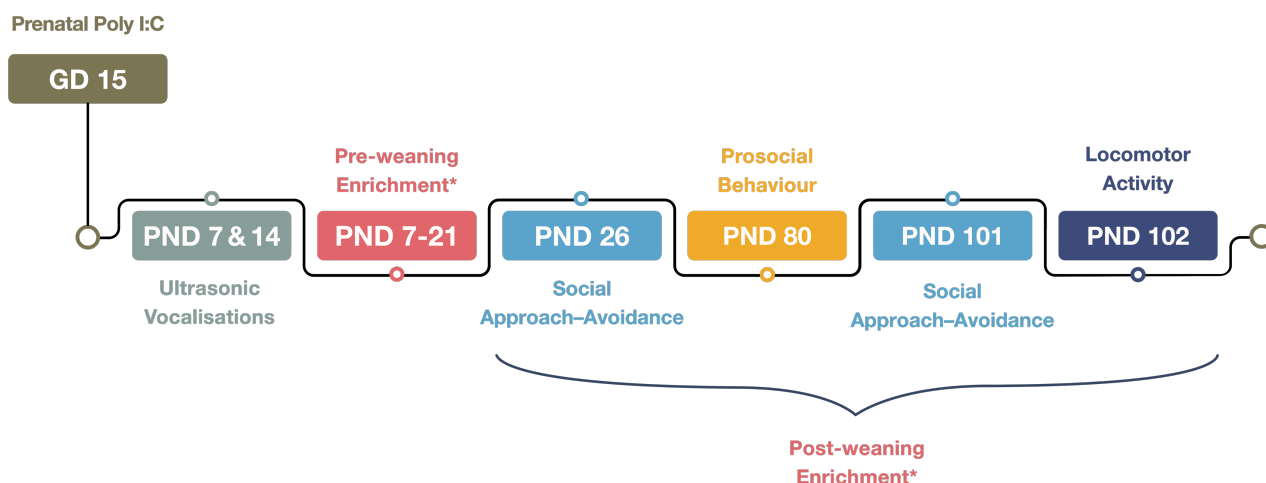 Prenatal Poly I:C
GD 15
PND 7 & 14
Ultrasonic
Vocalisations
Pre-weaning
Enrichment*
PND 7-21
PND 26
Social
Approach–Avoidance
Prosocial
Behaviour
PND 80
PND 101
Social
Approach–Avoidance
Locomotor
Activity
PND 102
Post-weaning
Enrichment*